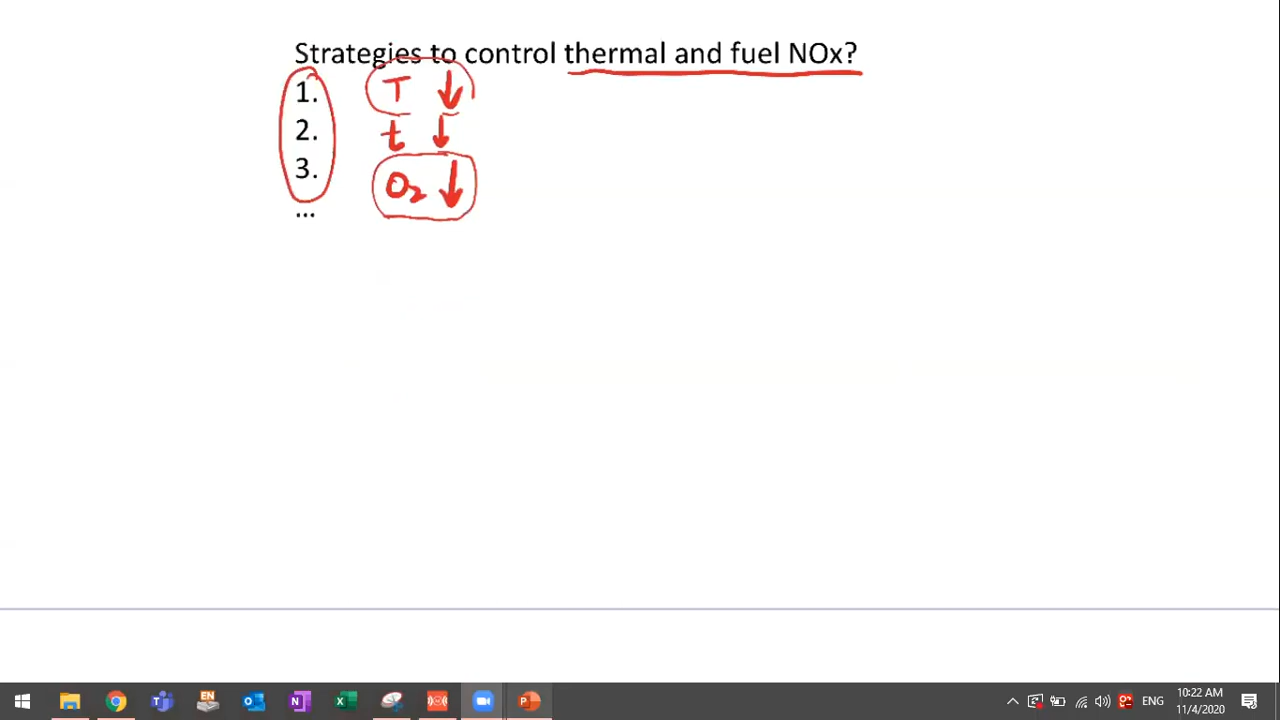 Strategies to control thermal and fuel NOx?
1. T ↓
2. t ↓
3. O₂ ↓
...
ENG
10:22 AM
11/4/2020